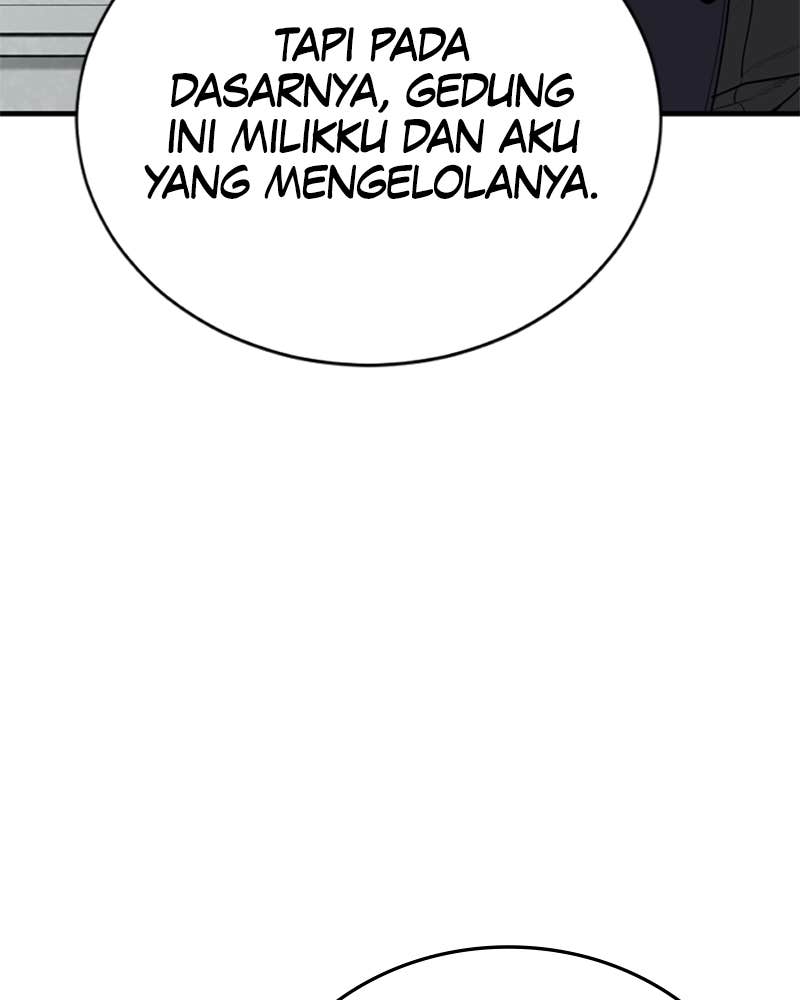 TAPI PADA
DASARNYA, GEDUNG
INI MILIKKU DAN AKU
YANG MENGELOLANYA.